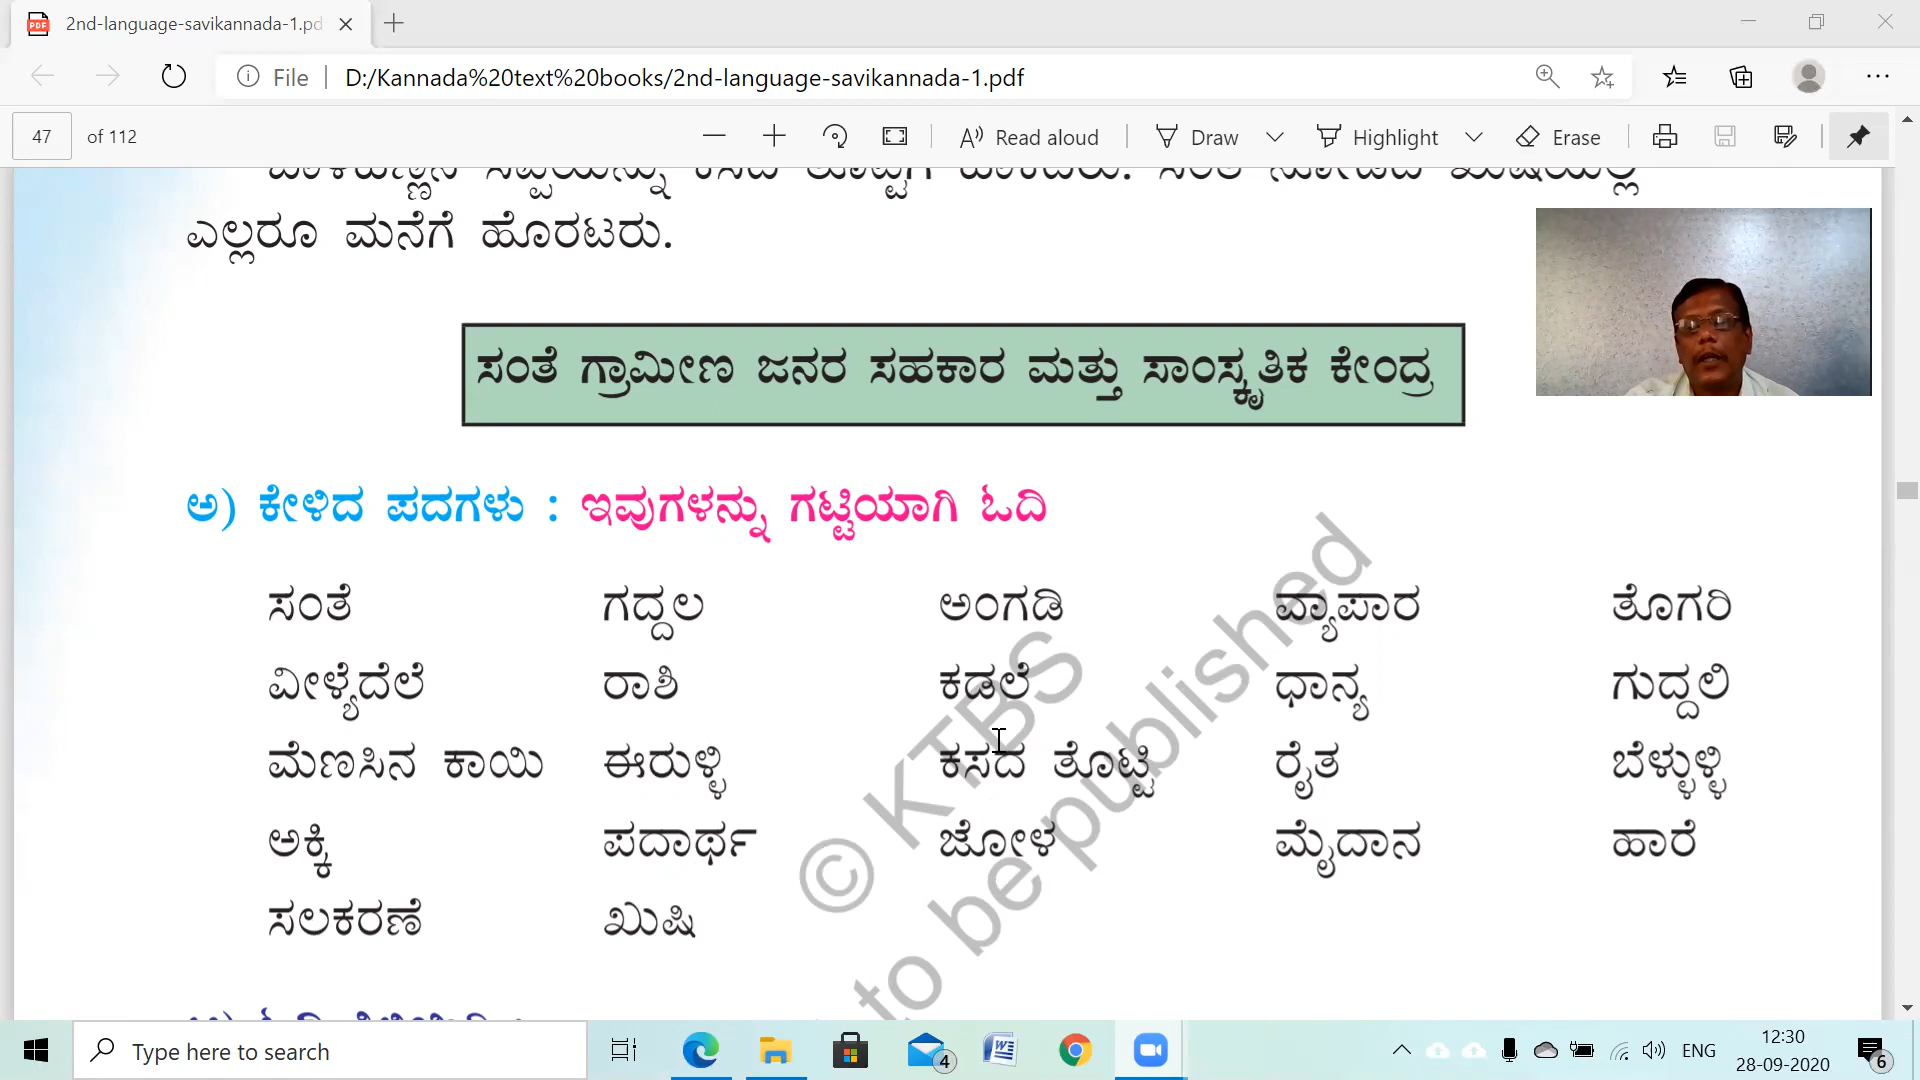 2nd-language-savikannada-1.pd
File
D:/Kannada%20text%20books/2nd-language-savikannada-1.pdf
47 of 112
Read aloud
Draw
Highlight
Erase
ಎಲ್ಲರೂ ಮನೆಗೆ ಹೊರಟರು.
ಸಂತೆ ಗ್ರಾಮೀಣ ಜನರ ಸಹಕಾರ ಮತ್ತು ಸಾಂಸ್ಕೃತಿಕ ಕೇಂದ್ರ
ಅ) ಕೇಳಿದ ಪದಗಳು : ಇವುಗಳನ್ನು ಗಟ್ಟಿಯಾಗಿ ಓದಿ
ಸಂತೆ ಗದ್ದಲ ಅಂಗಡಿ ವ್ಯಾಪಾರ ತೊಗರಿ
ವೀಳ್ಯೆದೆಲೆ ರಾಶಿ ಕಡಲೆ ಧಾನ್ಯ ಗುದ್ದಲಿ
ಮೆಣಸಿನ ಕಾಯಿ ಈರುಳ್ಳಿ ಕಸದ ತೊಟ್ಟಿ ರೈತ ಬೆಳ್ಳುಳ್ಳಿ
ಅಕ್ಕಿ ಪದಾರ್ಥ ಜೋಳ ಮೈದಾನ ಹಾರೆ
ಸಲಕರಣೆ ಖುಷಿ
© KTBS
to be published
Type here to search
4
ENG
12:30
28-09-2020
6